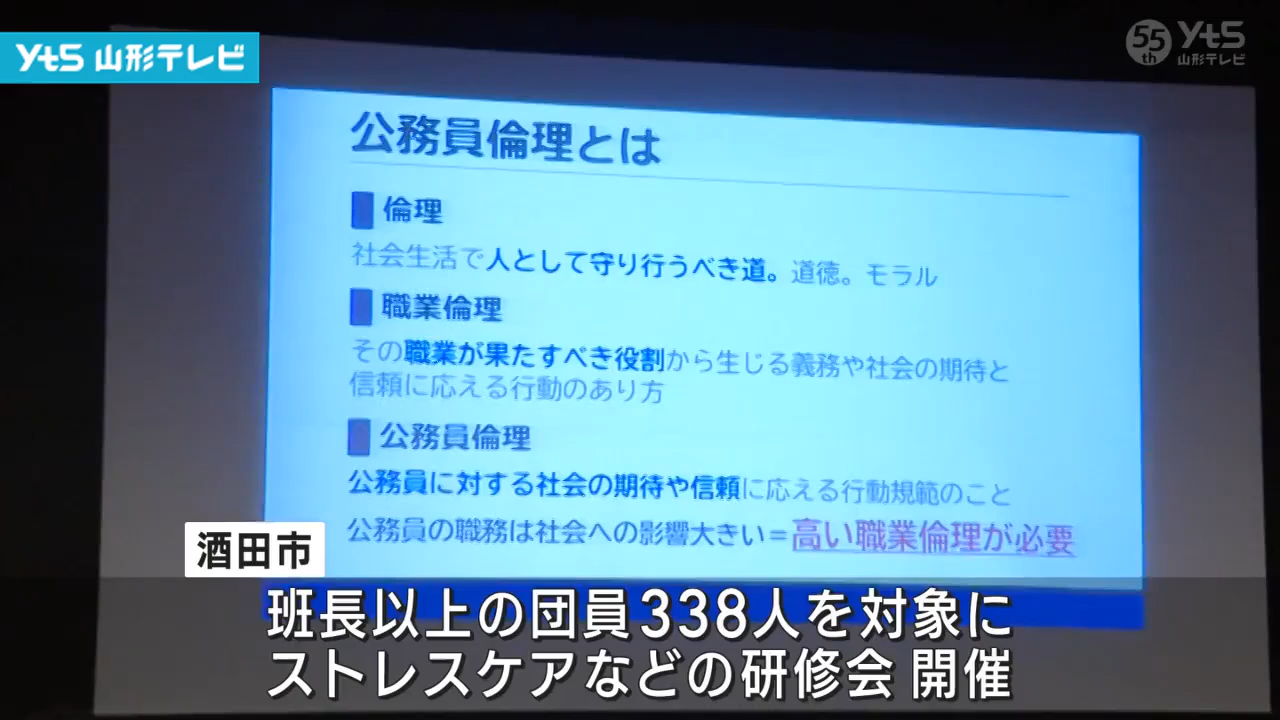 yts 山形テレビ
55th yts 山形テレビ
公務員倫理とは
倫理
社会生活で人として守り行うべき道。道徳。モラル
職業倫理
その職業が果たすべき役割から生じる義務や社会の期待と
信頼に応える行動のあり方
公務員倫理
公務員に対する社会の期待や信頼に応える行動規範のこと
公務員の職務は社会への影響大きい＝高い職業倫理が必要
酒田市
班長以上の団員338人を対象に
ストレスケアなどの研修会 開催